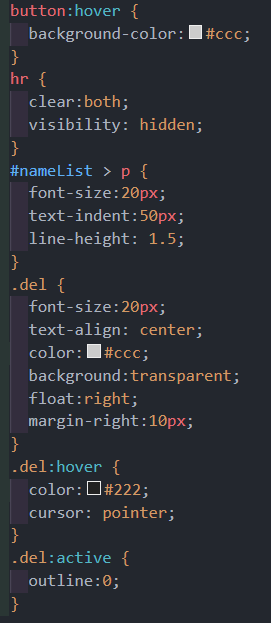 button:hover {
background-color:#ccc;
}
hr {
clear:both;
visibility: hidden;
}
#nameList > p {
font-size:20px;
text-indent:50px;
line-height: 1.5;
}
.del {
font-size:20px;
text-align: center;
color:#ccc;
background:transparent;
float:right;
margin-right:10px;
}
.del:hover {
color:#222;
cursor: pointer;
}
.del:active {
outline:0;
}